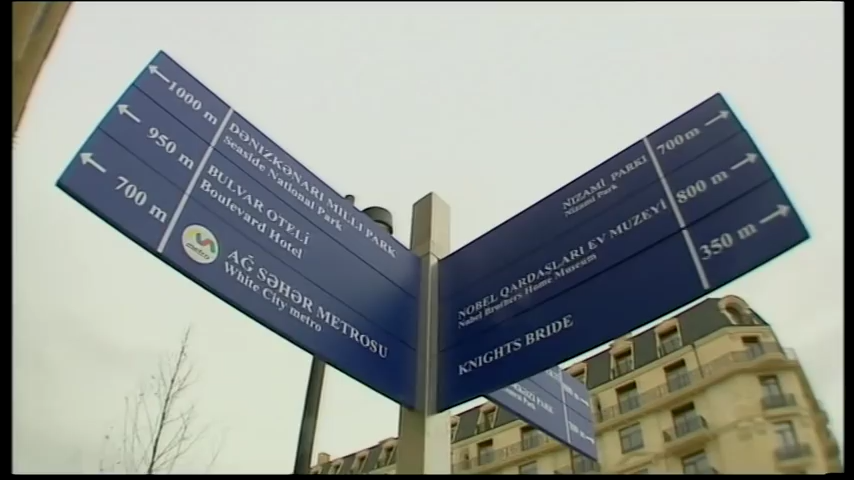 1000 m
DƏNİZKƏNARI MİLLİ PARK
Seaside National Park
950 m
BULVAR OTELİ
Boulevard Hotel
700 m
metro
AĞ ŞƏHƏR METROSU
White City metro
NİZAMİ PARKI
Nizami Park
700 m
NOBEL QARDAŞLARI EV MUZEYİ
Nobel Brothers Home Museum
800 m
KNIGHTS BRIDE
350 m
PARK
Park